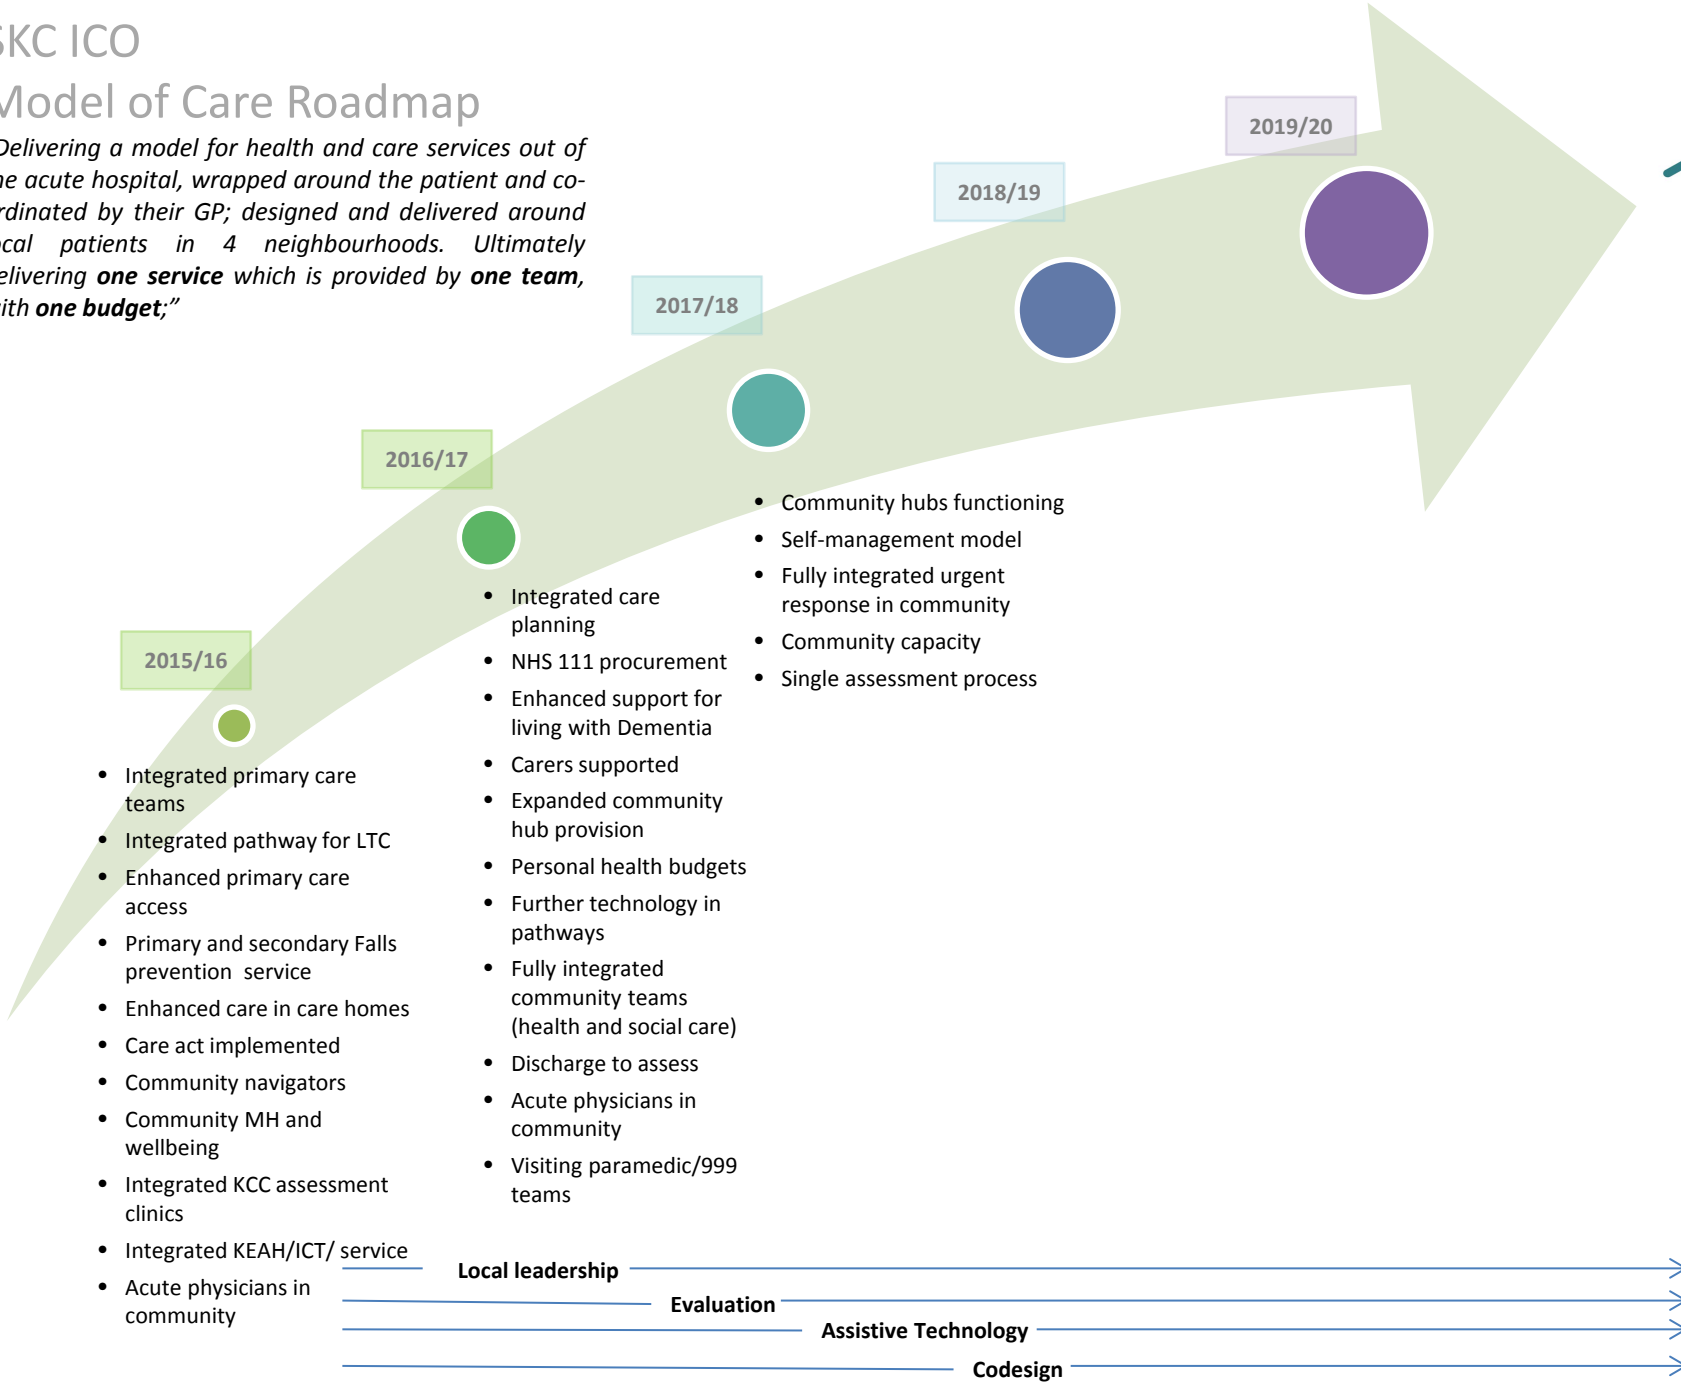 SKC ICO
Model of Care Roadmap
Delivering a model for health and care services out of
he acute hospital, wrapped around the patient and co-
rdinated by their GP; designed and delivered around
ocal patients in 4 neighbourhoods. Ultimately
elivering one service which is provided by one team,
ith one budget;”
2015/16
• Integrated primary care
teams
• Integrated pathway for LTC
• Enhanced primary care
access
• Primary and secondary Falls
prevention service
• Enhanced care in care homes
• Care act implemented
• Community navigators
• Community MH and
wellbeing
• Integrated KCC assessment
clinics
• Integrated KEAH/ICT/ service
• Acute physicians in
community
2016/17
• Integrated care
planning
• NHS 111 procurement
• Enhanced support for
living with Dementia
• Carers supported
• Expanded community
hub provision
• Personal health budgets
• Further technology in
pathways
• Fully integrated
community teams
(health and social care)
• Discharge to assess
• Acute physicians in
community
• Visiting paramedic/999
teams
2017/18
• Community hubs functioning
• Self-management model
• Fully integrated urgent
response in community
• Community capacity
• Single assessment process
2018/19
2019/20
Local leadership
Evaluation
Assistive Technology
Codesign